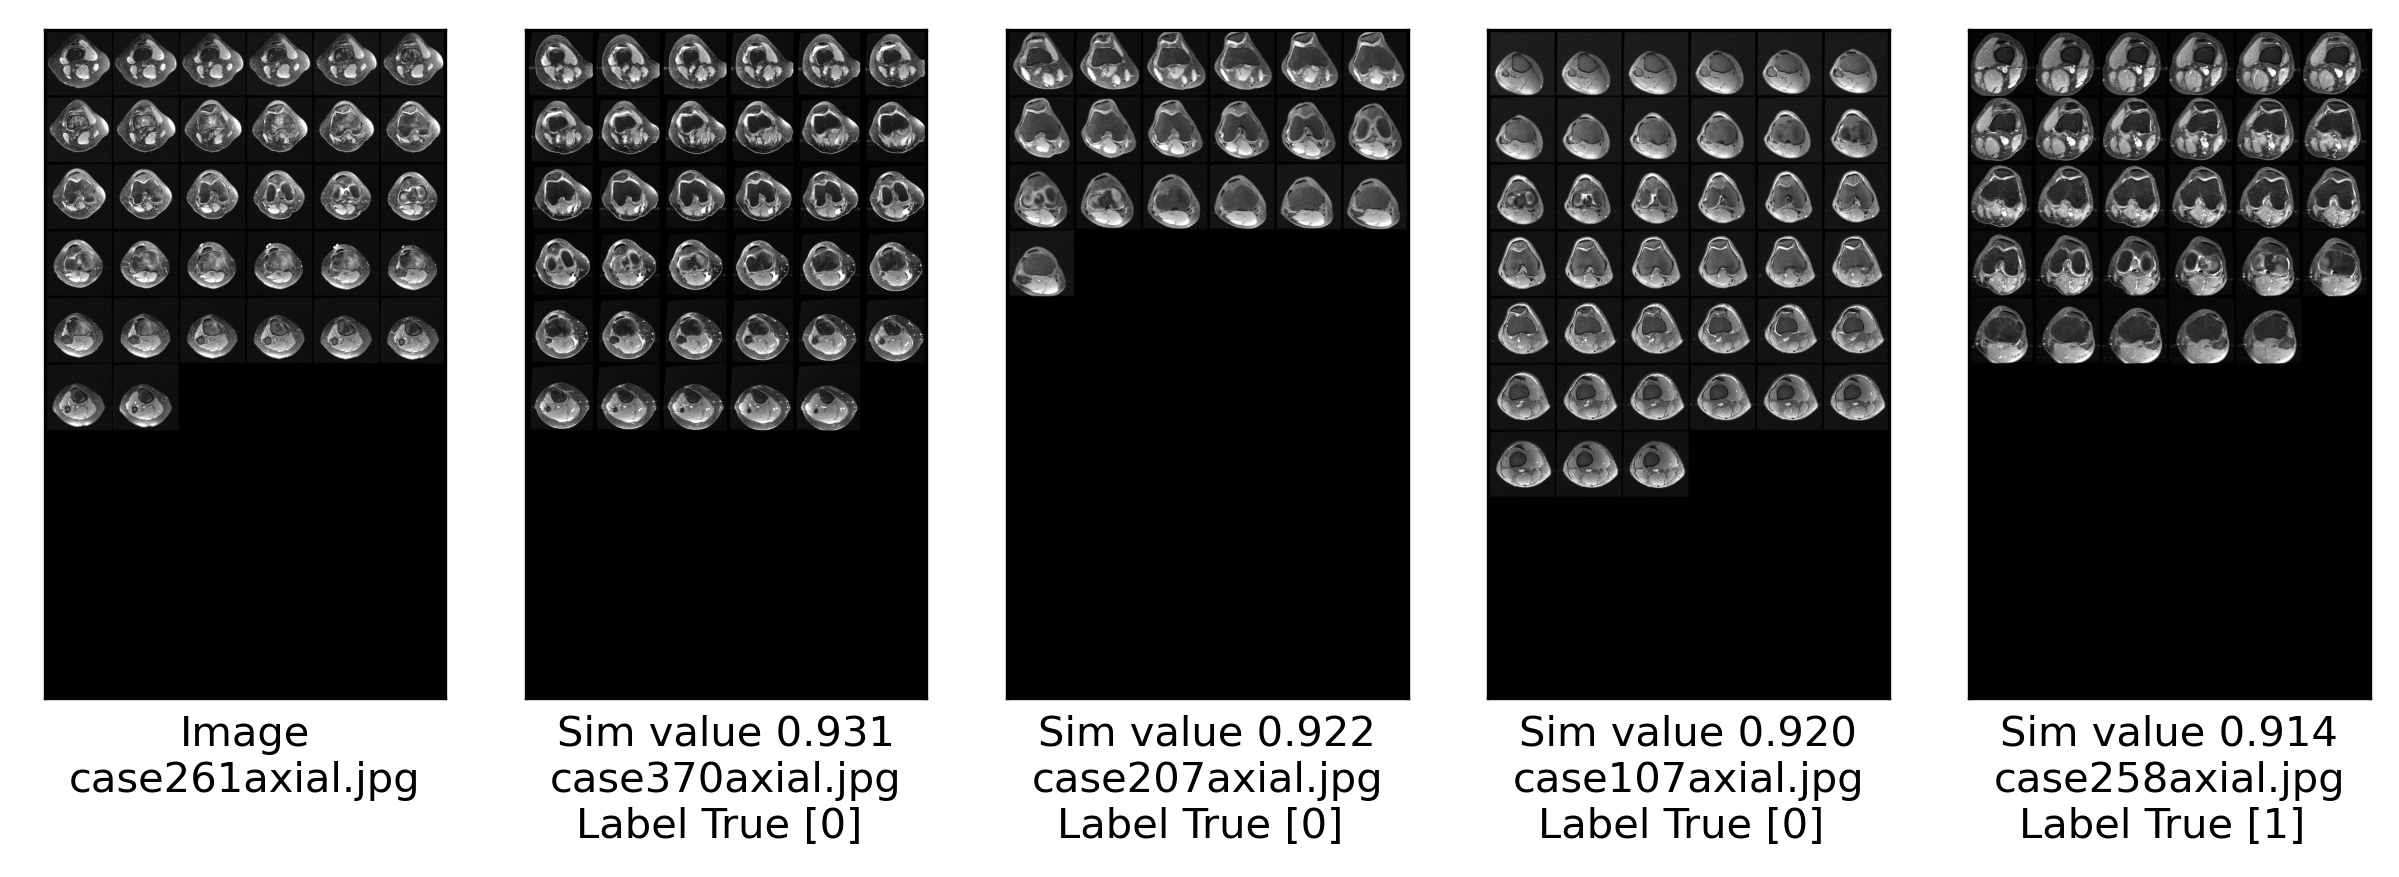 Image
case261axial.jpg
Sim value 0.931
case370axial.jpg
Label True [0]
Sim value 0.922
case207axial.jpg
Label True [0]
Sim value 0.920
case107axial.jpg
Label True [0]
Sim value 0.914
case258axial.jpg
Label True [1]